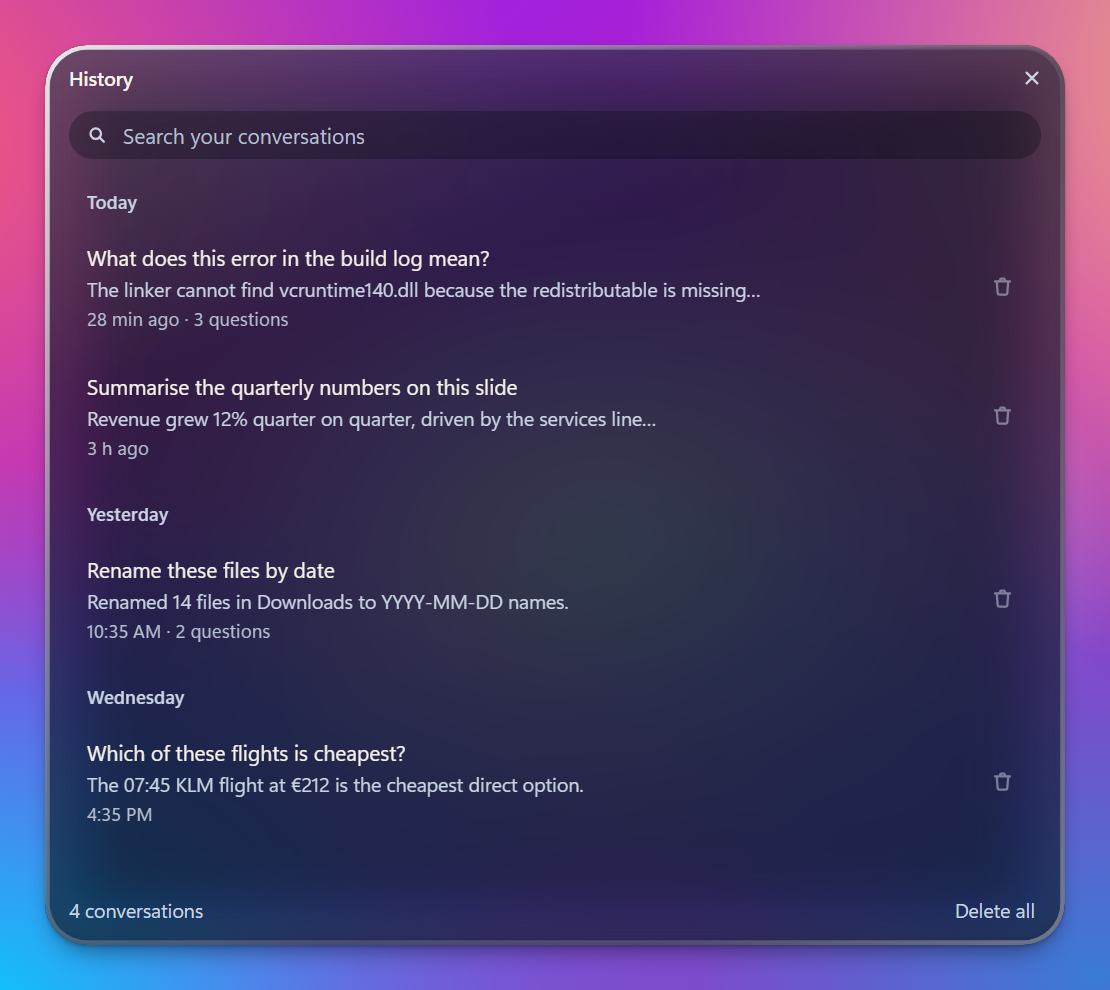 History
Search your conversations
Today
What does this error in the build log mean?
The linker cannot find vcruntime140.dll because the redistributable is missing...
28 min ago · 3 questions
Summarise the quarterly numbers on this slide
Revenue grew 12% quarter on quarter, driven by the services line...
3 h ago
Yesterday
Rename these files by date
Renamed 14 files in Downloads to YYYY-MM-DD names.
10:35 AM · 2 questions
Wednesday
Which of these flights is cheapest?
The 07:45 KLM flight at €212 is the cheapest direct option.
4:35 PM
4 conversations
Delete all